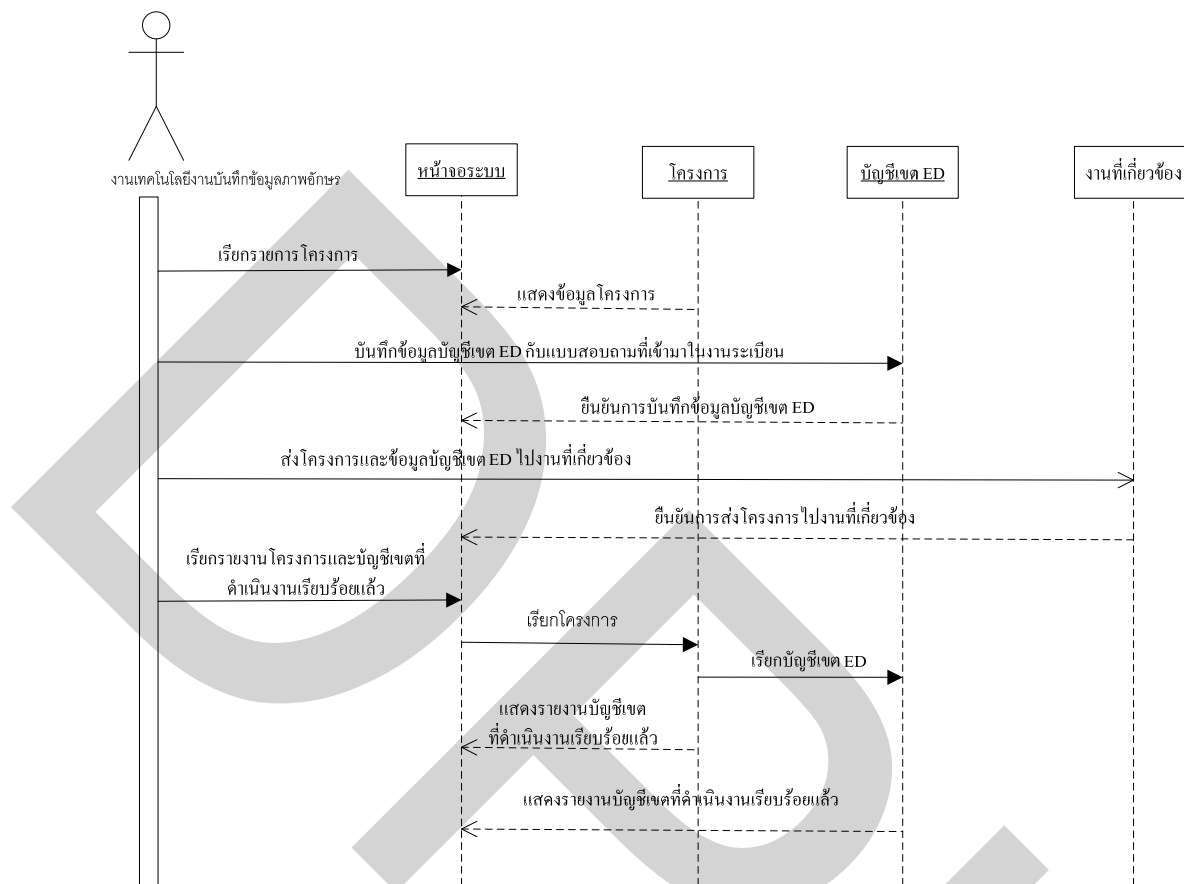 งานเทคโนโลยีงานบันทึกข้อมูลภาพอักษร
หน้าจอระบบ
โครงการ
บัญชีเขต ED
งานที่เกี่ยวข้อง
เรียกรายการโครงการ
แสดงข้อมูลโครงการ
บันทึกข้อมูลบัญชีเขต ED กับแบบสอบถามที่เข้ามาในงานระเบียน
ยืนยันการบันทึกข้อมูลบัญชีเขต ED
ส่งโครงการและข้อมูลบัญชีเขต ED ไปงานที่เกี่ยวข้อง
ยืนยันการส่งโครงการไปงานที่เกี่ยวข้อง
เรียกรายงานโครงการและบัญชีเขตที่
ดำเนินงานเรียบร้อยแล้ว
เรียกโครงการ
เรียกบัญชีเขต ED
แสดงรายงานบัญชีเขต
ที่ดำเนินงานเรียบร้อยแล้ว
แสดงรายงานบัญชีเขตที่ดำเนินงานเรียบร้อยแล้ว